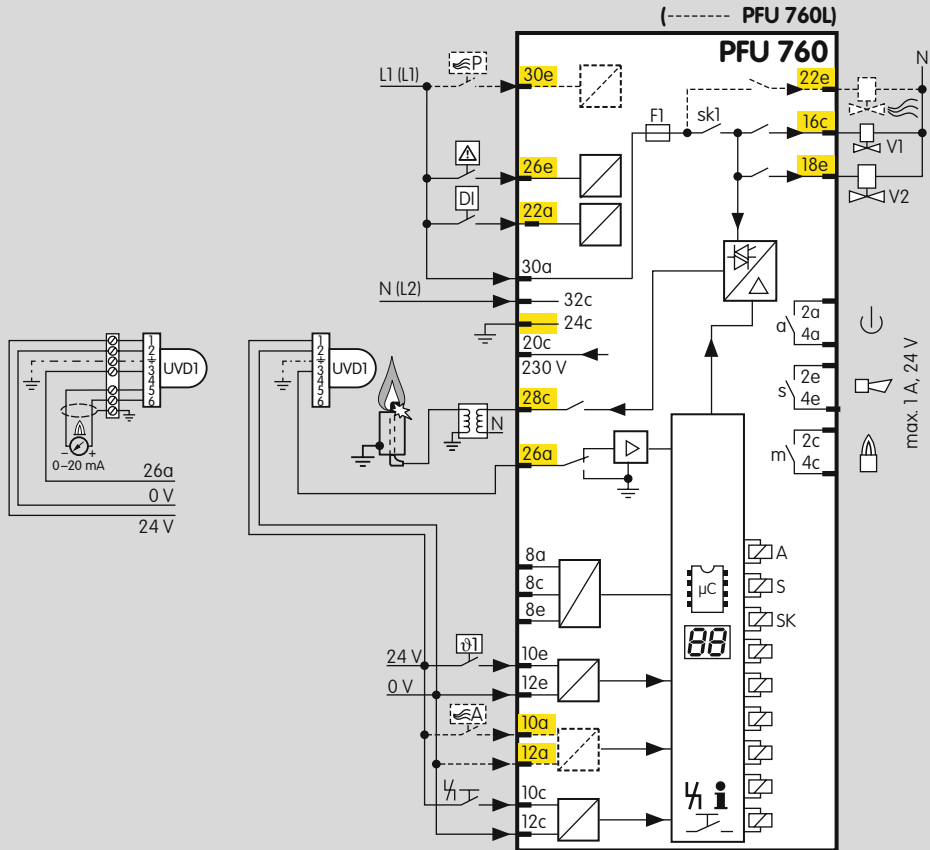 (------- PFU 760L)
PFU 760
N
L1 (L1)
P
30e
22e
F1
sk1
16c
V1
26e
18e
V2
DI
22a
30a
N (L2)
32c
24c
20c
230 V
a
2a
4a
s
2e
4e
m
2c
4c
max. 1 A, 24 V
1
2
3
4
5
6
UVD1
1
2
3
4
5
6
UVD1
28c
N
26a
− +
0–20 mA
26a
0 V
24 V
8a
8c
8e
µC
88
A
S
SK
ϑ1
24 V
10e
0 V
12e
A
10a
12a
10c
12c
i